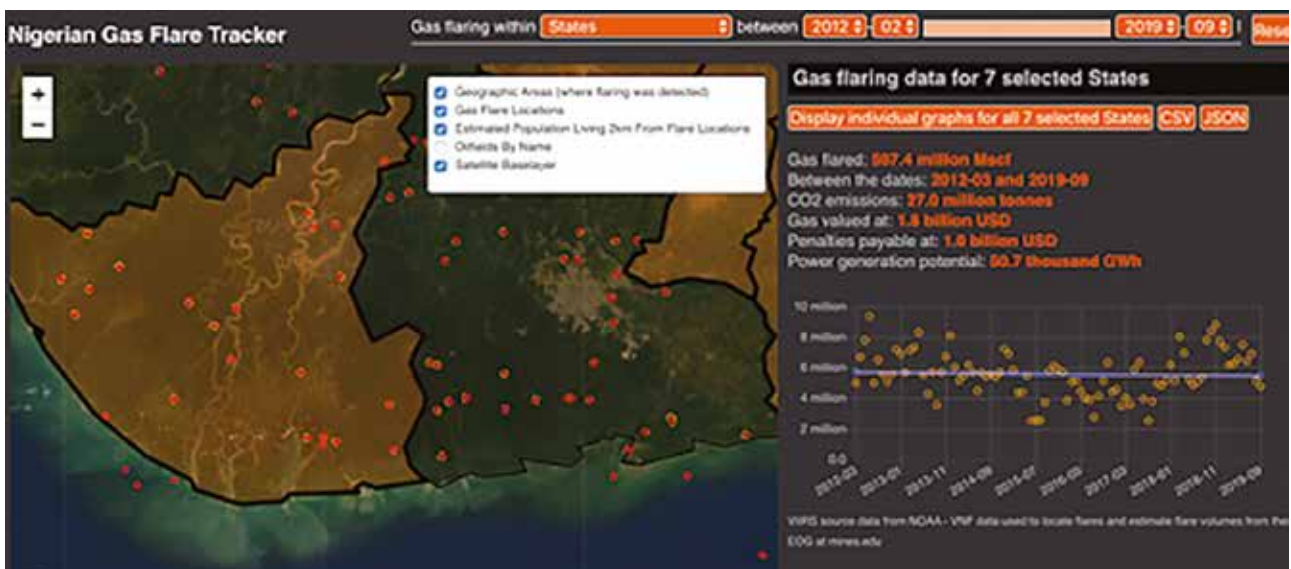 Nigerian Gas Flare Tracker
Gas flaring within States between 2012 - 02 2019 - 09
+
−
Geographic Areas (where flaring was detected)
Gas Flare Locations
Estimated Population Living 2km From Flare Locations
Oilfields By Name
Satellite Baselayer
Gas flaring data for 7 selected States
Display individual graphs for all 7 selected States CSV JSON
Gas flared: 507.4 million Mscf
Between the dates: 2012-03 and 2019-09
CO2 emissions: 27.0 million tonnes
Gas valued at: 1.8 billion USD
Penalties payable at: 1.0 billion USD
Power generation potential: 50.7 thousand GWh
10 million
8 million
6 million
4 million
2 million
0.0
2012-03 2013-01 2013-11 2014-09 2015-07 2016-05 2017-03 2018-01 2018-11 2019-09
VIIRS source data from NOAA - VNF data used to locate flares and estimate flare volumes from
EOG at mines.edu